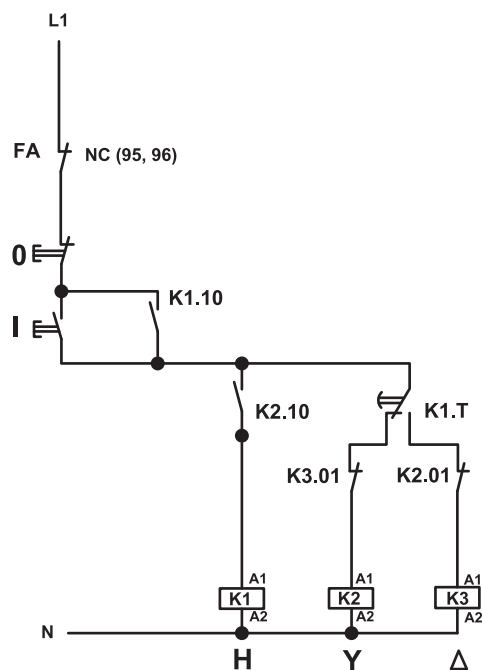 L1
FA NC (95, 96)
0
K1.10
I
K2.10 K1.T
K3.01 K2.01
A1 A1 A1
K1 K2 K3
A2 A2 A2
N
H Y Δ